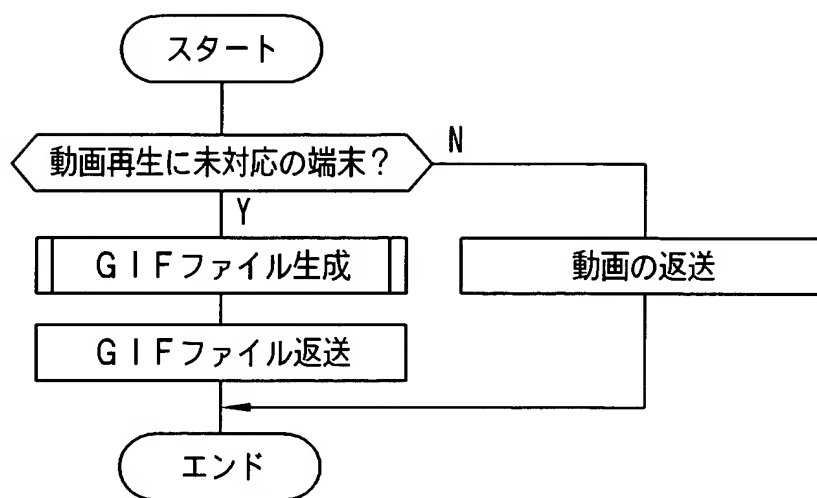 スタート
動画再生に未対応の端末?
N
Y
GIFファイル生成
動画の返送
GIFファイル返送
エンド